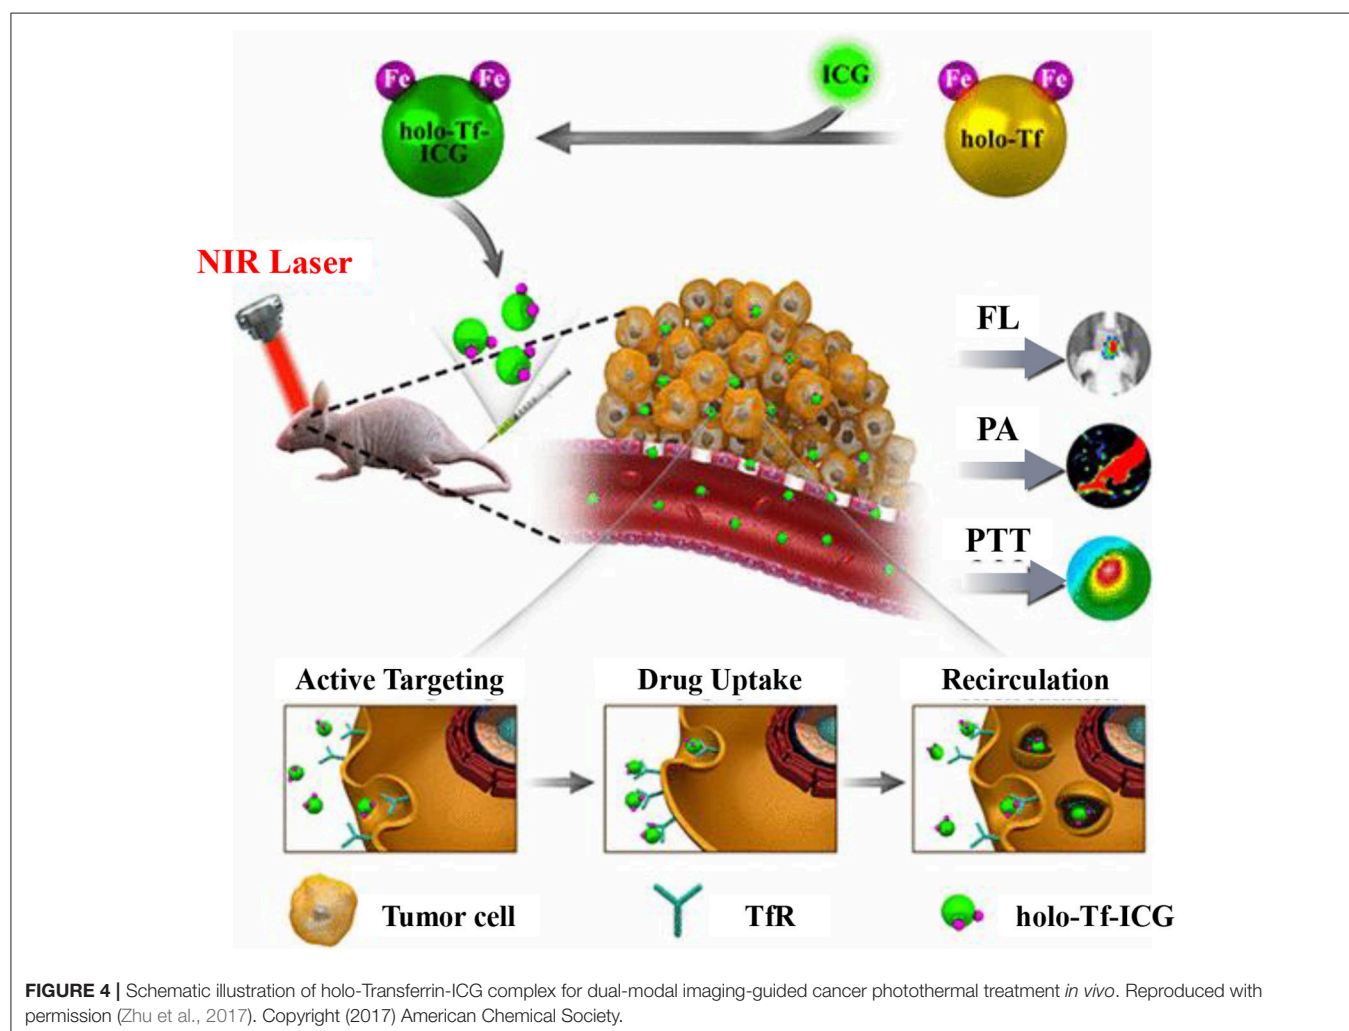 Fe Fe ICG Fe Fe
holo-Tf-
ICG
holo-Tf
NIR Laser
FL
PA
PTT
Active Targeting Drug Uptake Recirculation
Tumor cell TfR holo-Tf-ICG
FIGURE 4 | Schematic illustration of holo-Transferrin-ICG complex for dual-modal imaging-guided cancer photothermal treatment in vivo. Reproduced with
permission (Zhu et al., 2017). Copyright (2017) American Chemical Society.